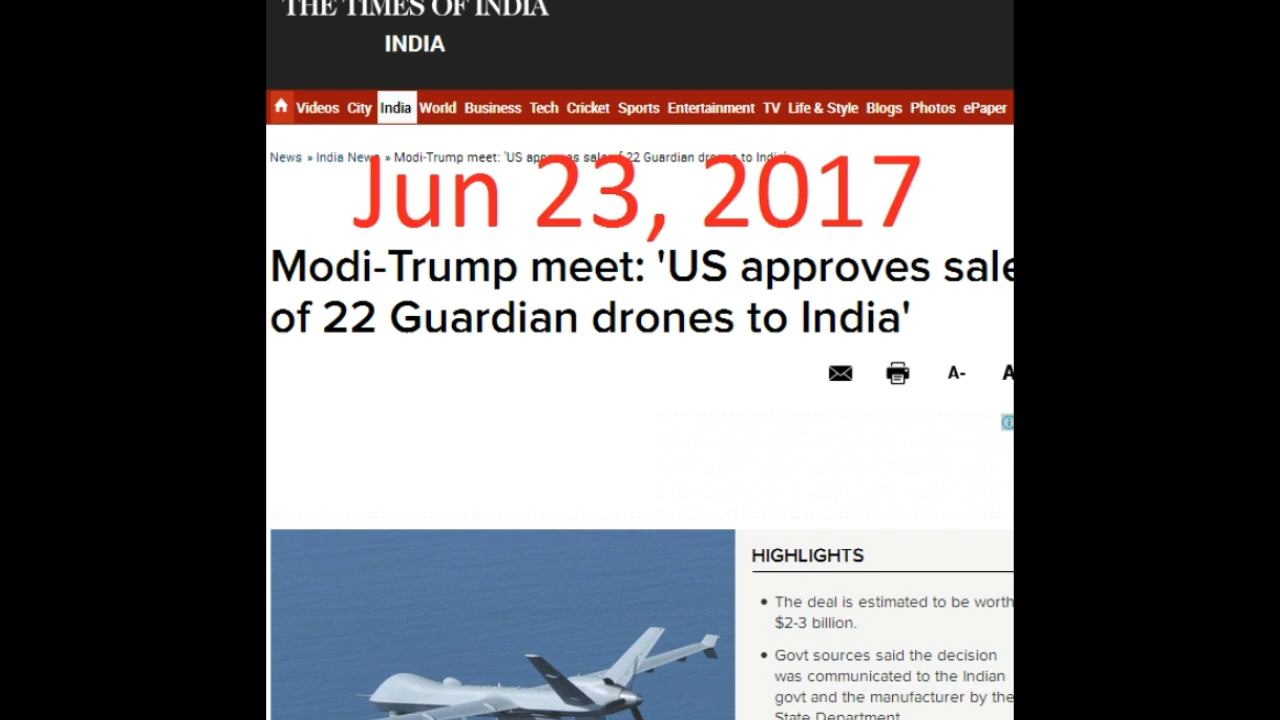 THE TIMES OF INDIA
INDIA
Videos City India World Business Tech Cricket Sports Entertainment TV Life & Style Blogs Photos ePaper
News » India News » Modi-Trump meet: 'US approves sale of 22 Guardian drones to India'
Jun 23, 2017
Modi-Trump meet: 'US approves sale
of 22 Guardian drones to India'
A- A
HIGHLIGHTS
• The deal is estimated to be worth
$2-3 billion.
• Govt sources said the decision
was communicated to the Indian
govt and the manufacturer by the
State Department